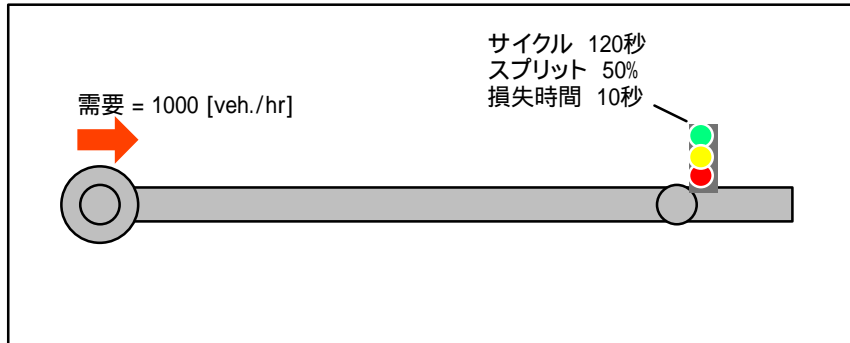 サイクル 120秒
スプリット 50%
損失時間 10秒
需要 = 1000 [veh./hr]